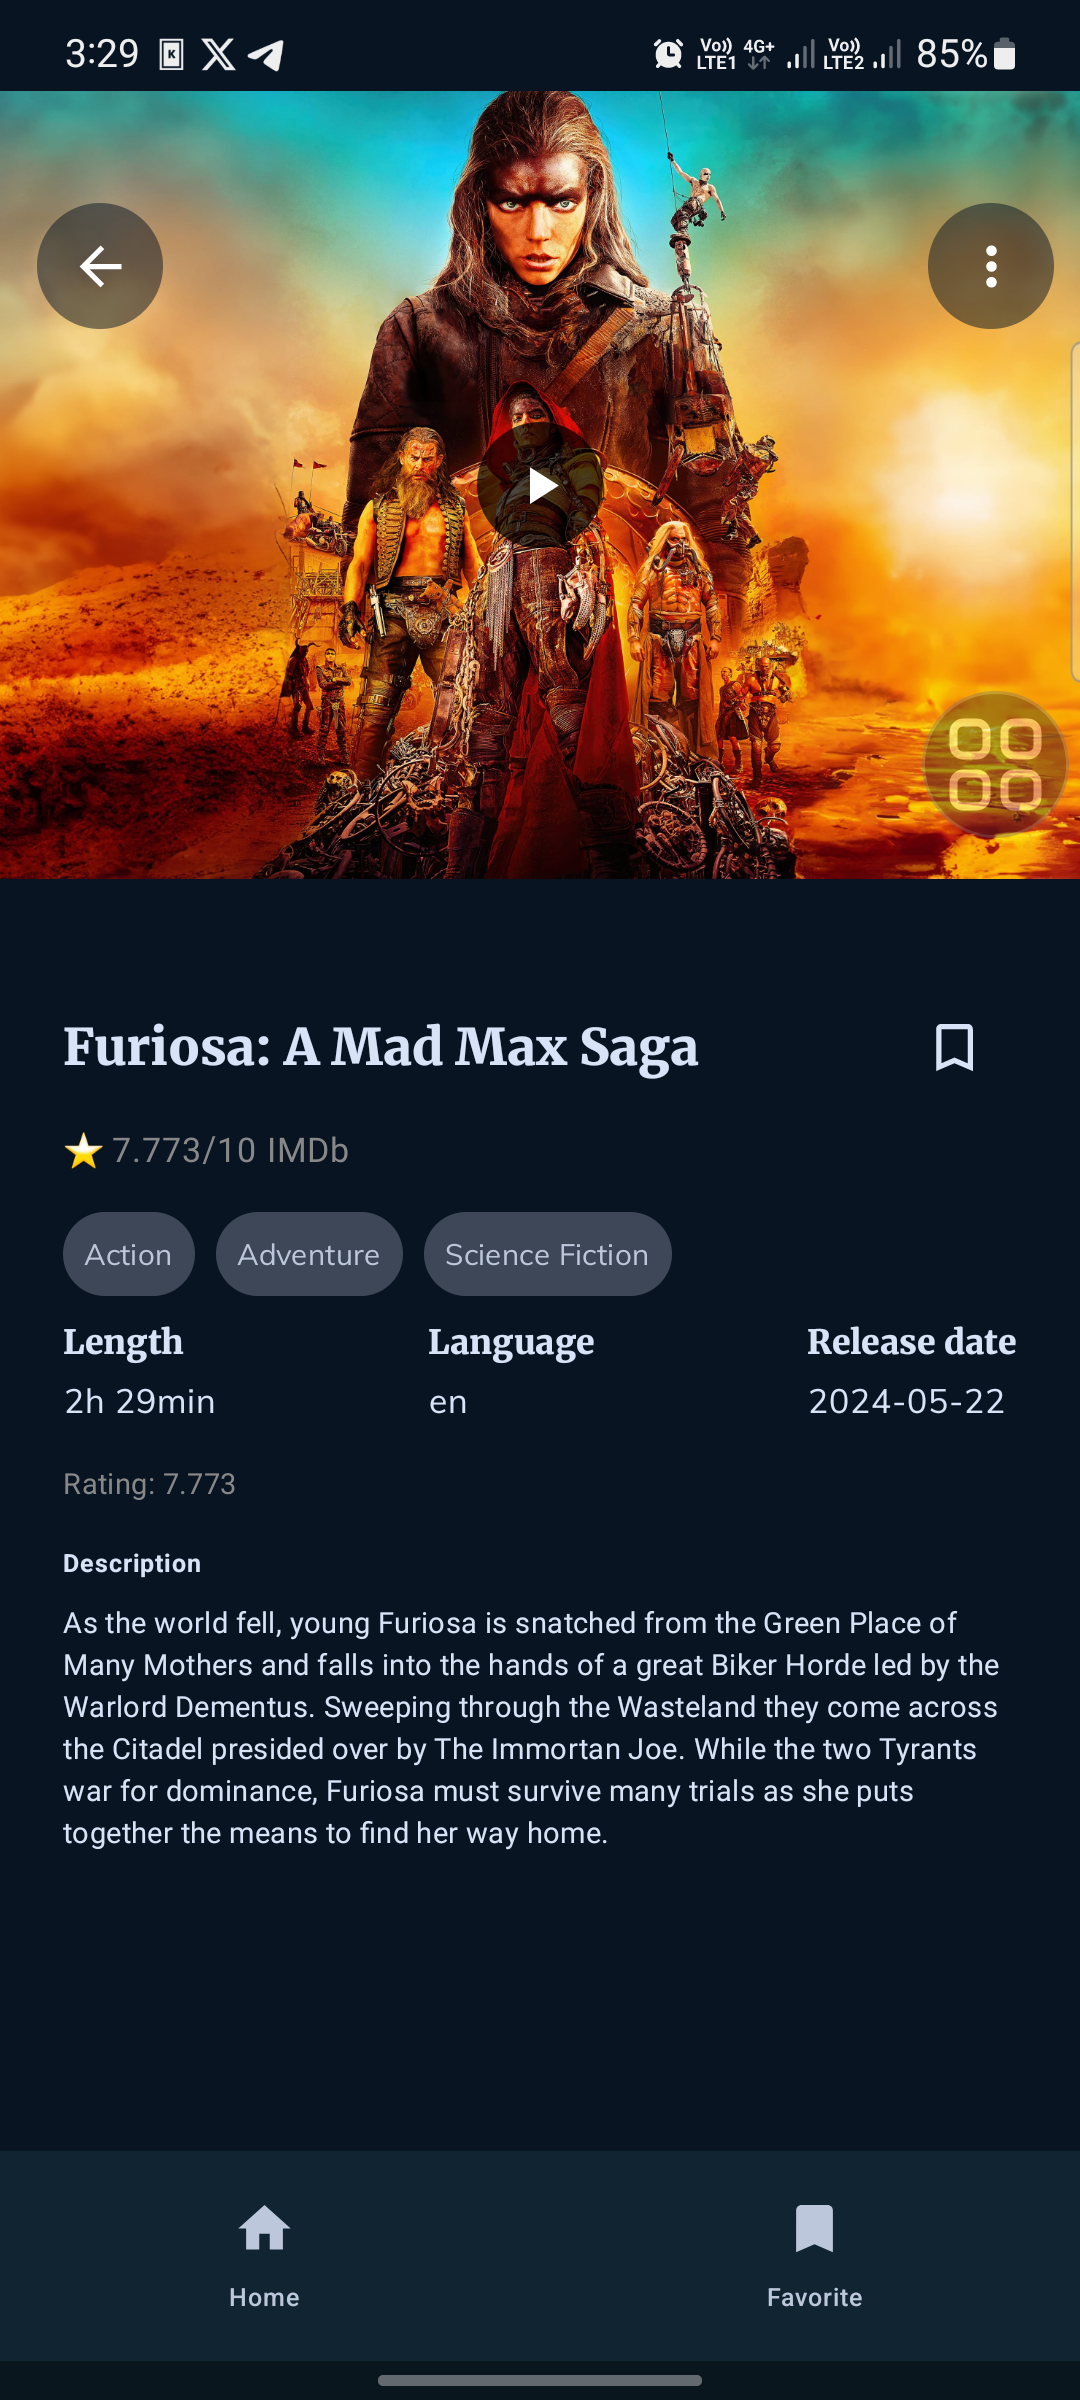 3:29
K
Vo)) LTE1 4G+ Vo)) LTE2 85%
Furiosa: A Mad Max Saga
7.773/10 IMDb
Action Adventure Science Fiction
Length Language Release date
2h 29min en 2024-05-22
Rating: 7.773
Description
As the world fell, young Furiosa is snatched from the Green Place of
Many Mothers and falls into the hands of a great Biker Horde led by the
Warlord Dementus. Sweeping through the Wasteland they come across
the Citadel presided over by The Immortan Joe. While the two Tyrants
war for dominance, Furiosa must survive many trials as she puts
together the means to find her way home.
Home Favorite